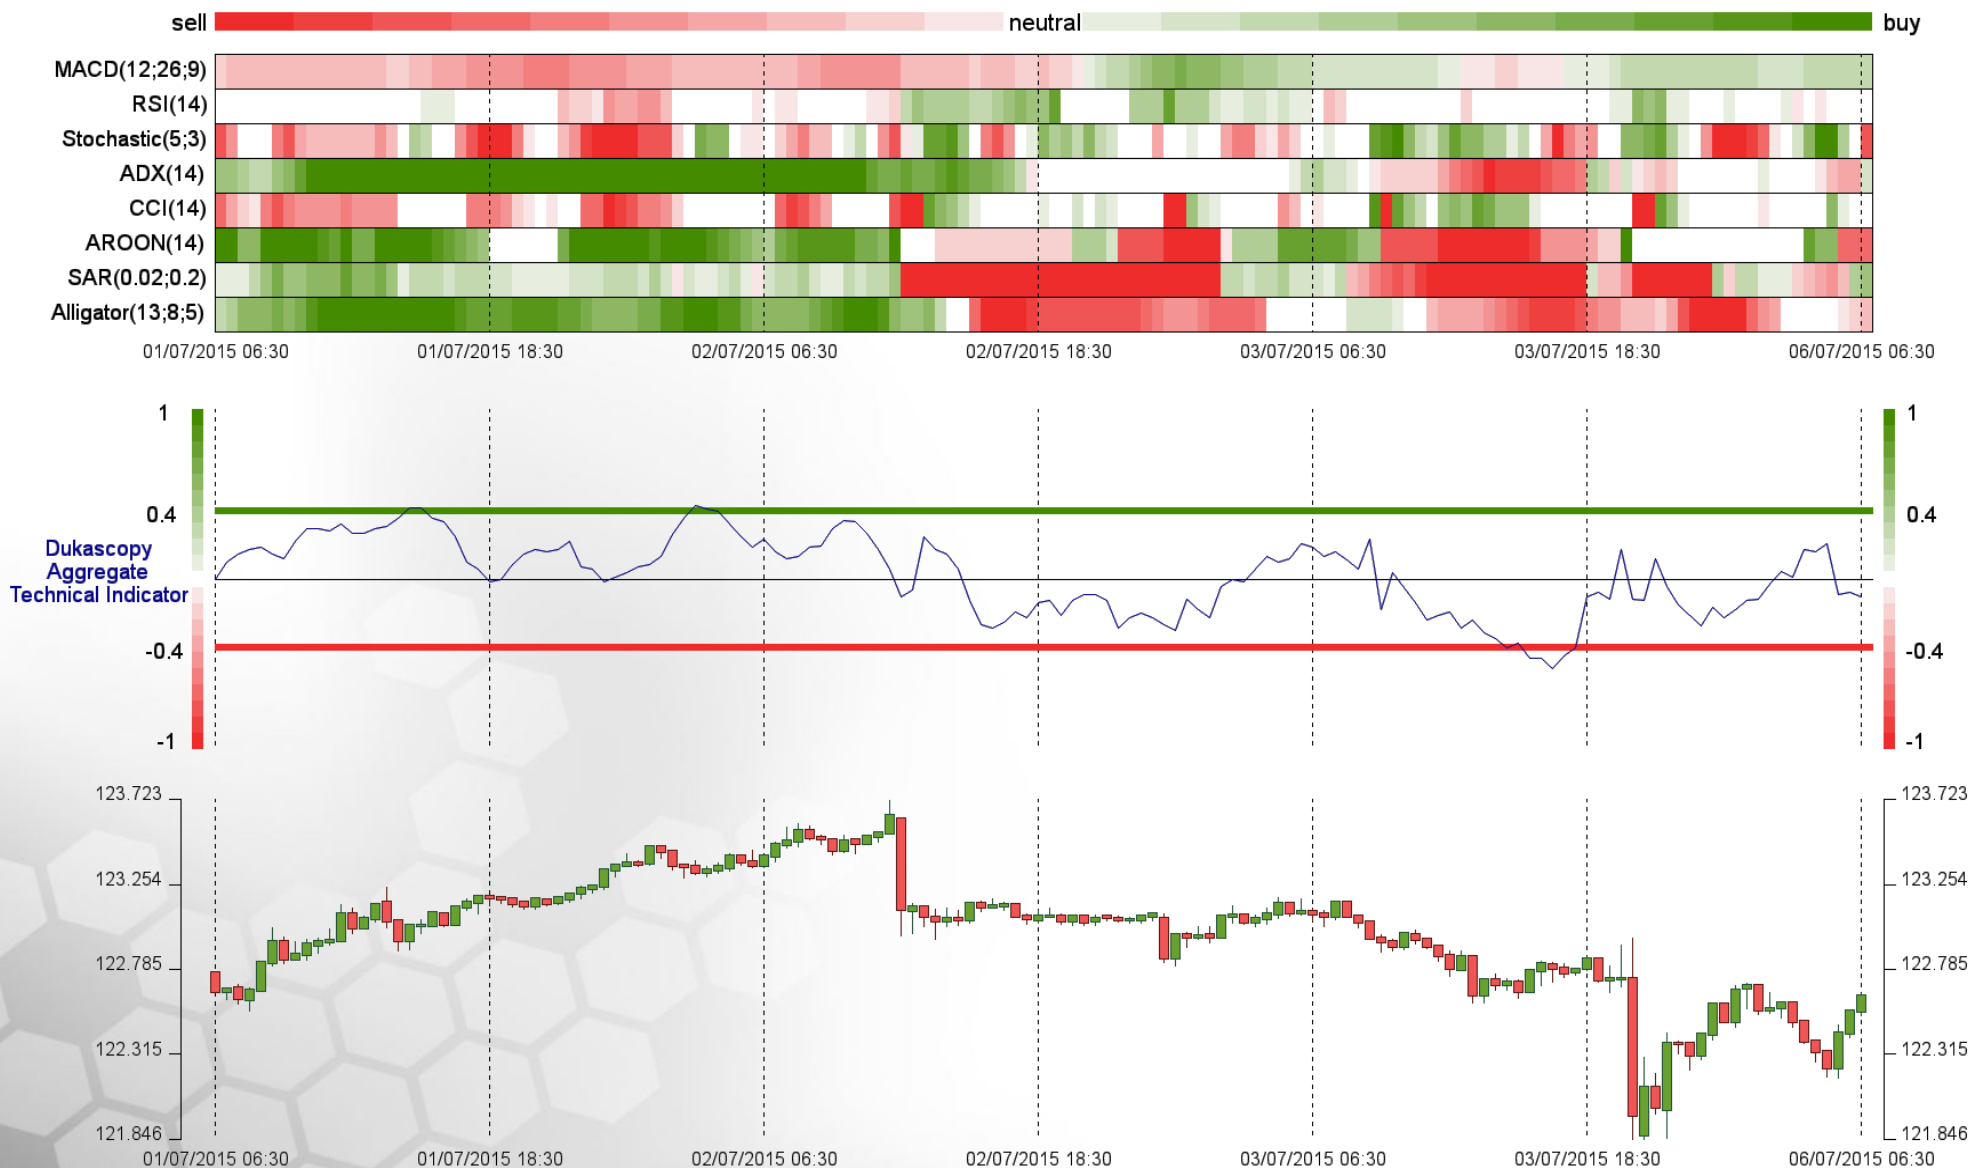 sell neutral buy
MACD(12;26;9)
RSI(14)
Stochastic(5;3)
ADX(14)
CCI(14)
AROON(14)
SAR(0.02;0.2)
Alligator(13;8;5)
01/07/2015 06:30 01/07/2015 18:30 02/07/2015 06:30 02/07/2015 18:30 03/07/2015 06:30 03/07/2015 18:30 06/07/2015 06:30
1 1
0.4 0.4
Dukascopy
Aggregate
Technical Indicator
-0.4 -0.4
-1 -1
123.723 123.723
123.254 123.254
122.785 122.785
122.315 122.315
121.846 121.846
01/07/2015 06:30 01/07/2015 18:30 02/07/2015 06:30 02/07/2015 18:30 03/07/2015 06:30 03/07/2015 18:30 06/07/2015 06:30